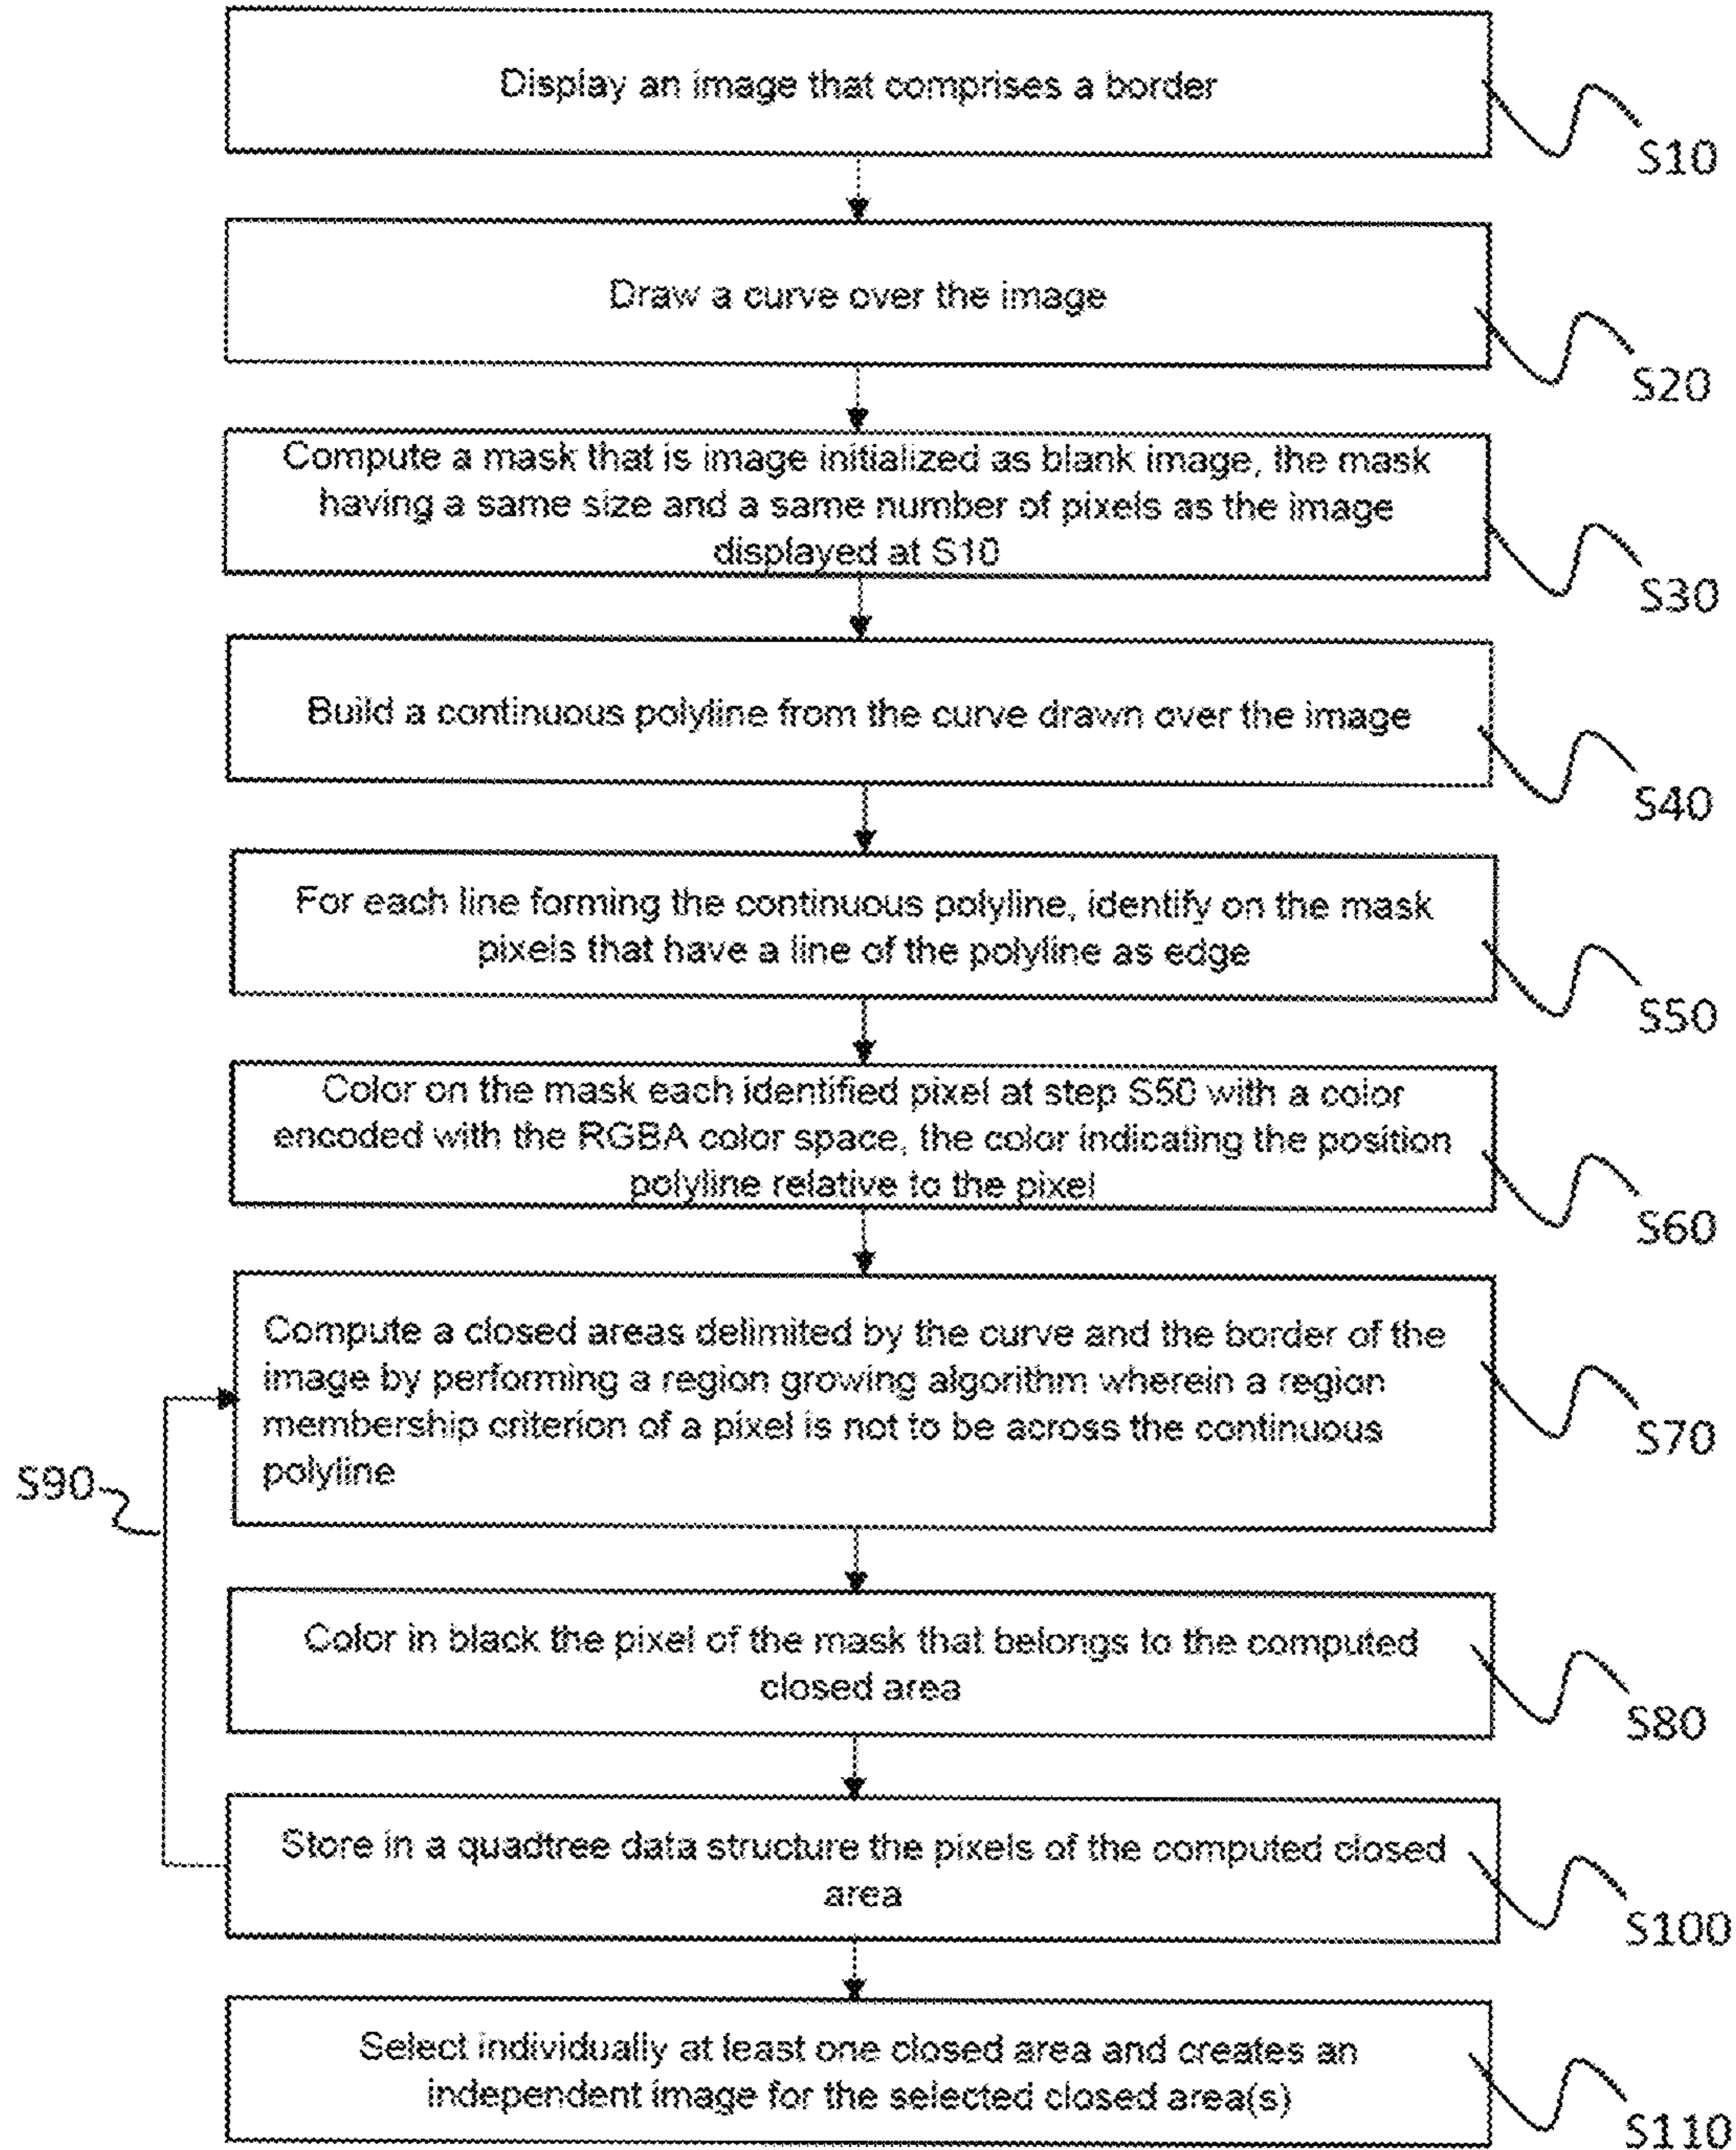 Display an image that comprises a border
S10
Draw a curve over the image
S20
Compute a mask that is image initialized as blank image, the mask
having a same size and a same number of pixels as the image
displayed at S10
S30
Build a continuous polyline from the curve drawn over the image
S40
For each line forming the continuous polyline, identify on the mask
pixels that have a line of the polyline as edge
S50
Color on the mask each identified pixel at step S50 with a color
encoded with the RGBA color space, the color indicating the position
polyline relative to the pixel
S60
Compute a closed areas delimited by the curve and the border of the
image by performing a region growing algorithm wherein a region
membership criterion of a pixel is not to be across the continuous
polyline
S70
S90
Color in black the pixel of the mask that belongs to the computed
closed area
S80
Store in a quadtree data structure the pixels of the computed closed
area
S100
Select individually at least one closed area and creates an
independent image for the selected closed area(s)
S110